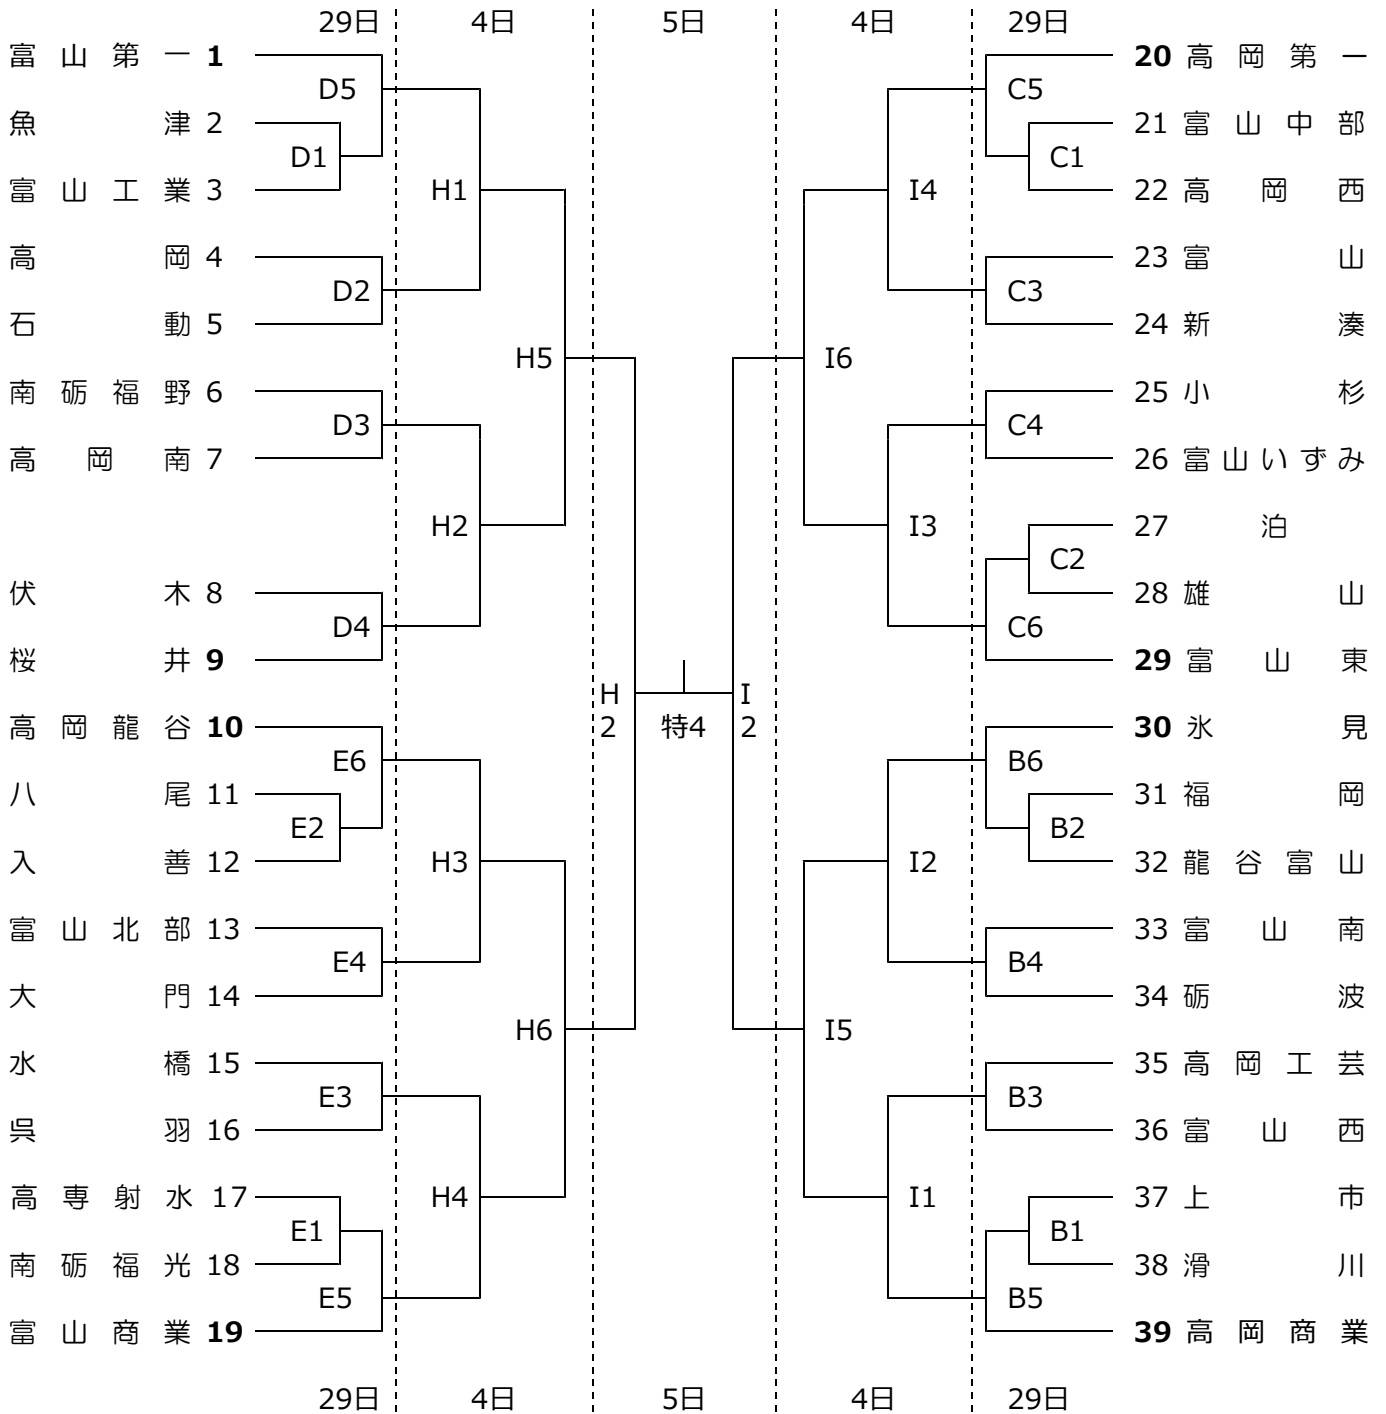 29日 4日 5日 4日 29日
富山第一 1 20 高岡第一
D5 C5
魚津 2 21 富山中部
D1 C1
富山工業 3 H1 I4 22 高岡西
高岡 4 23 富山
D2 C3
石動 5 24 新湊
H5 I6
南砺福野 6 25 小杉
D3 C4
高岡南 7 26 富山いずみ
H2 I3 27 泊
C2
伏木 8 28 雄山
D4 C6
桜井 9 29 富山東
H I
高岡龍谷 10 2 特4 2 30 氷見
E6 B6
八尾 11 31 福岡
E2 B2
入善 12 H3 I2 32 龍谷富山
富山北部 13 33 富山南
E4 B4
大門 14 34 砺波
H6 I5
水橋 15 35 高岡工芸
E3 B3
呉羽 16 36 富山西
高専射水 17 H4 I1 37 上市
E1 B1
南砺福光 18 38 滑川
E5 B5
富山商業 19 39 高岡商業
29日 4日 5日 4日 29日